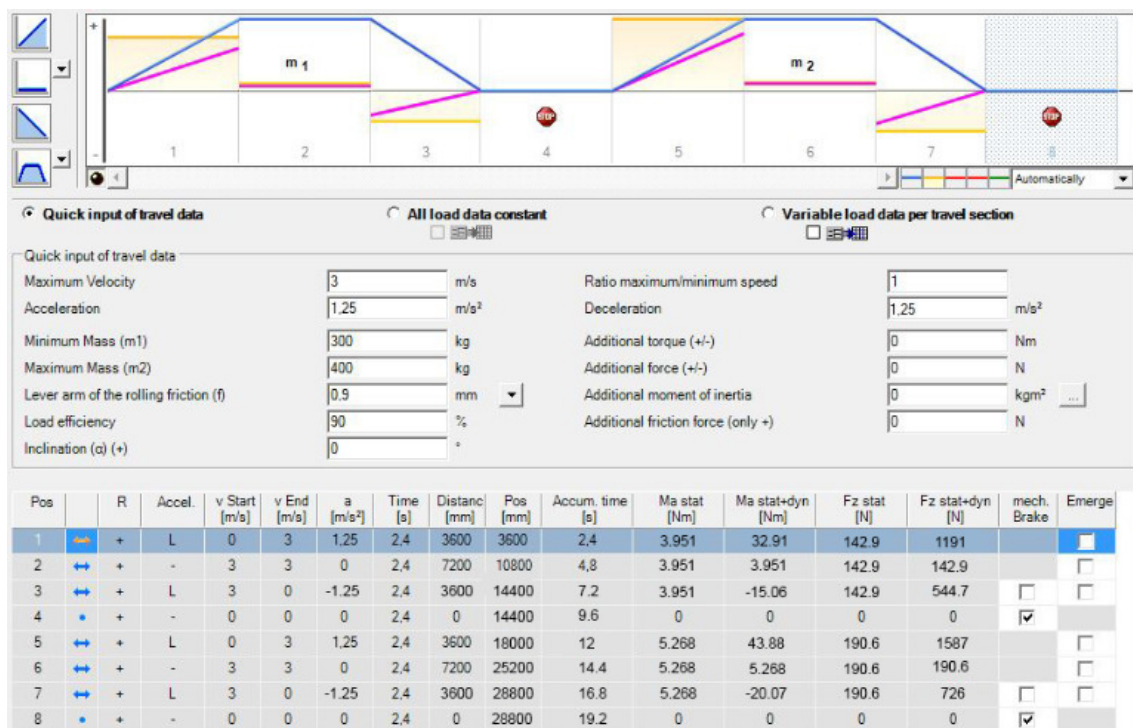 +
m 1
m 2
STOP
STOP
-
1 2 3 4 5 6 7 8
Automatically
Quick input of travel data All load data constant Variable load data per travel section
Quick input of travel data
Maximum Velocity 3 m/s Ratio maximum/minimum speed 1
Acceleration 1,25 m/s² Deceleration 1,25 m/s²
Minimum Mass (m1) 300 kg Additional torque (+/-) 0 Nm
Maximum Mass (m2) 400 kg Additional force (+/-) 0 N
Lever arm of the rolling friction (f) 0.9 mm Additional moment of inertia 0 kgm² ...
Load efficiency 90 % Additional friction force (only +) 0 N
Inclination (α) (+) 0 °
Pos R Accel. v Start [m/s] v End [m/s] a [m/s²] Time [s] Distanc [mm] Pos [mm] Accum. time [s] Ma stat [Nm] Ma stat+dyn [Nm] Fz stat [N] Fz stat+dyn [N] mech. Brake Emerge
1 + L 0 3 1,25 2,4 3600 3600 2,4 3.951 32.91 142.9 1191
2 + - 3 3 0 2,4 7200 10800 4,8 3.951 3.951 142.9 142.9
3 + L 3 0 -1.25 2,4 3600 14400 7.2 3.951 -15.06 142.9 544.7
4 + - 0 0 0 2,4 0 14400 9.6 0 0 0 0
5 + L 0 3 1,25 2,4 3600 18000 12 5.268 43.88 190.6 1587
6 + - 3 3 0 2,4 7200 25200 14.4 5.268 5.268 190.6 190.6
7 + L 3 0 -1.25 2,4 3600 28800 16.8 5.268 -20.07 190.6 726
8 + - 0 0 0 2,4 0 28800 19.2 0 0 0 0